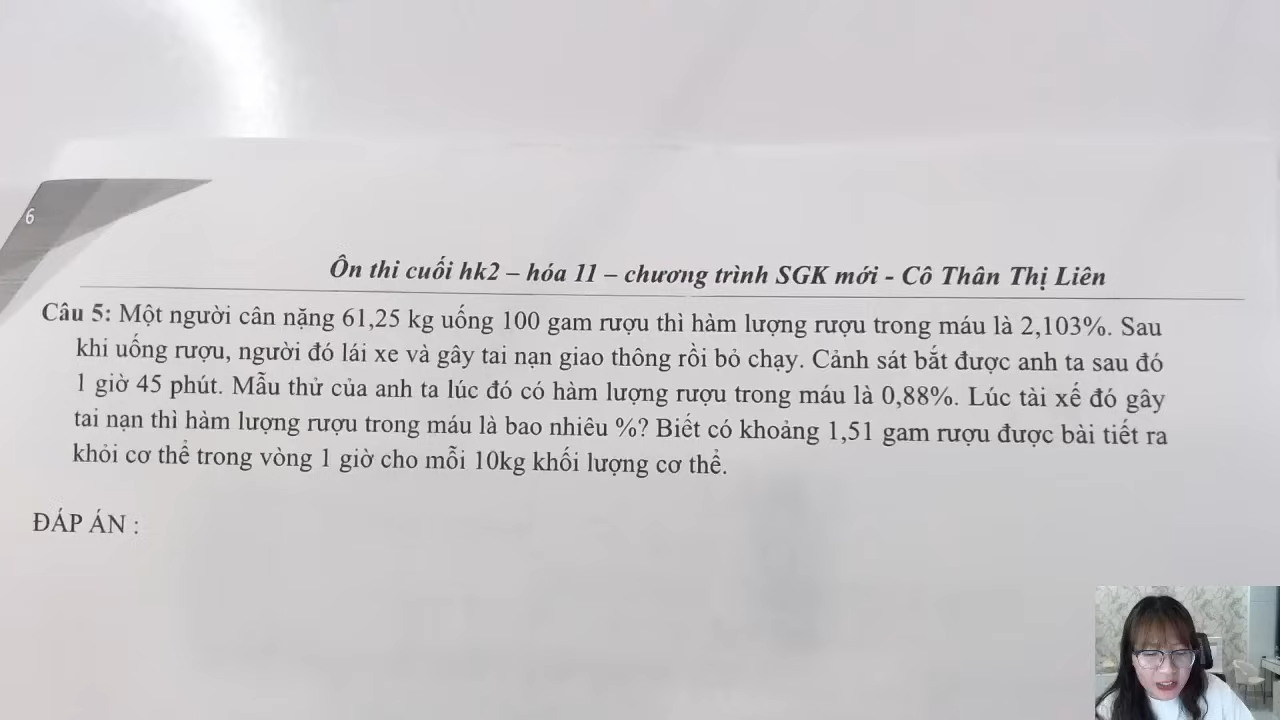 6
Ôn thi cuối hk2 – hóa 11 – chương trình SGK mới - Cô Thân Thị Liên
Câu 5: Một người cân nặng 61,25 kg uống 100 gam rượu thì hàm lượng rượu trong máu là 2,103%. Sau
khi uống rượu, người đó lái xe và gây tai nạn giao thông rồi bỏ chạy. Cảnh sát bắt được anh ta sau đó
1 giờ 45 phút. Mẫu thử của anh ta lúc đó có hàm lượng rượu trong máu là 0,88%. Lúc tài xế đó gây
tai nạn thì hàm lượng rượu trong máu là bao nhiêu %? Biết có khoảng 1,51 gam rượu được bài tiết ra
khỏi cơ thể trong vòng 1 giờ cho mỗi 10kg khối lượng cơ thể.
ĐÁP ÁN :